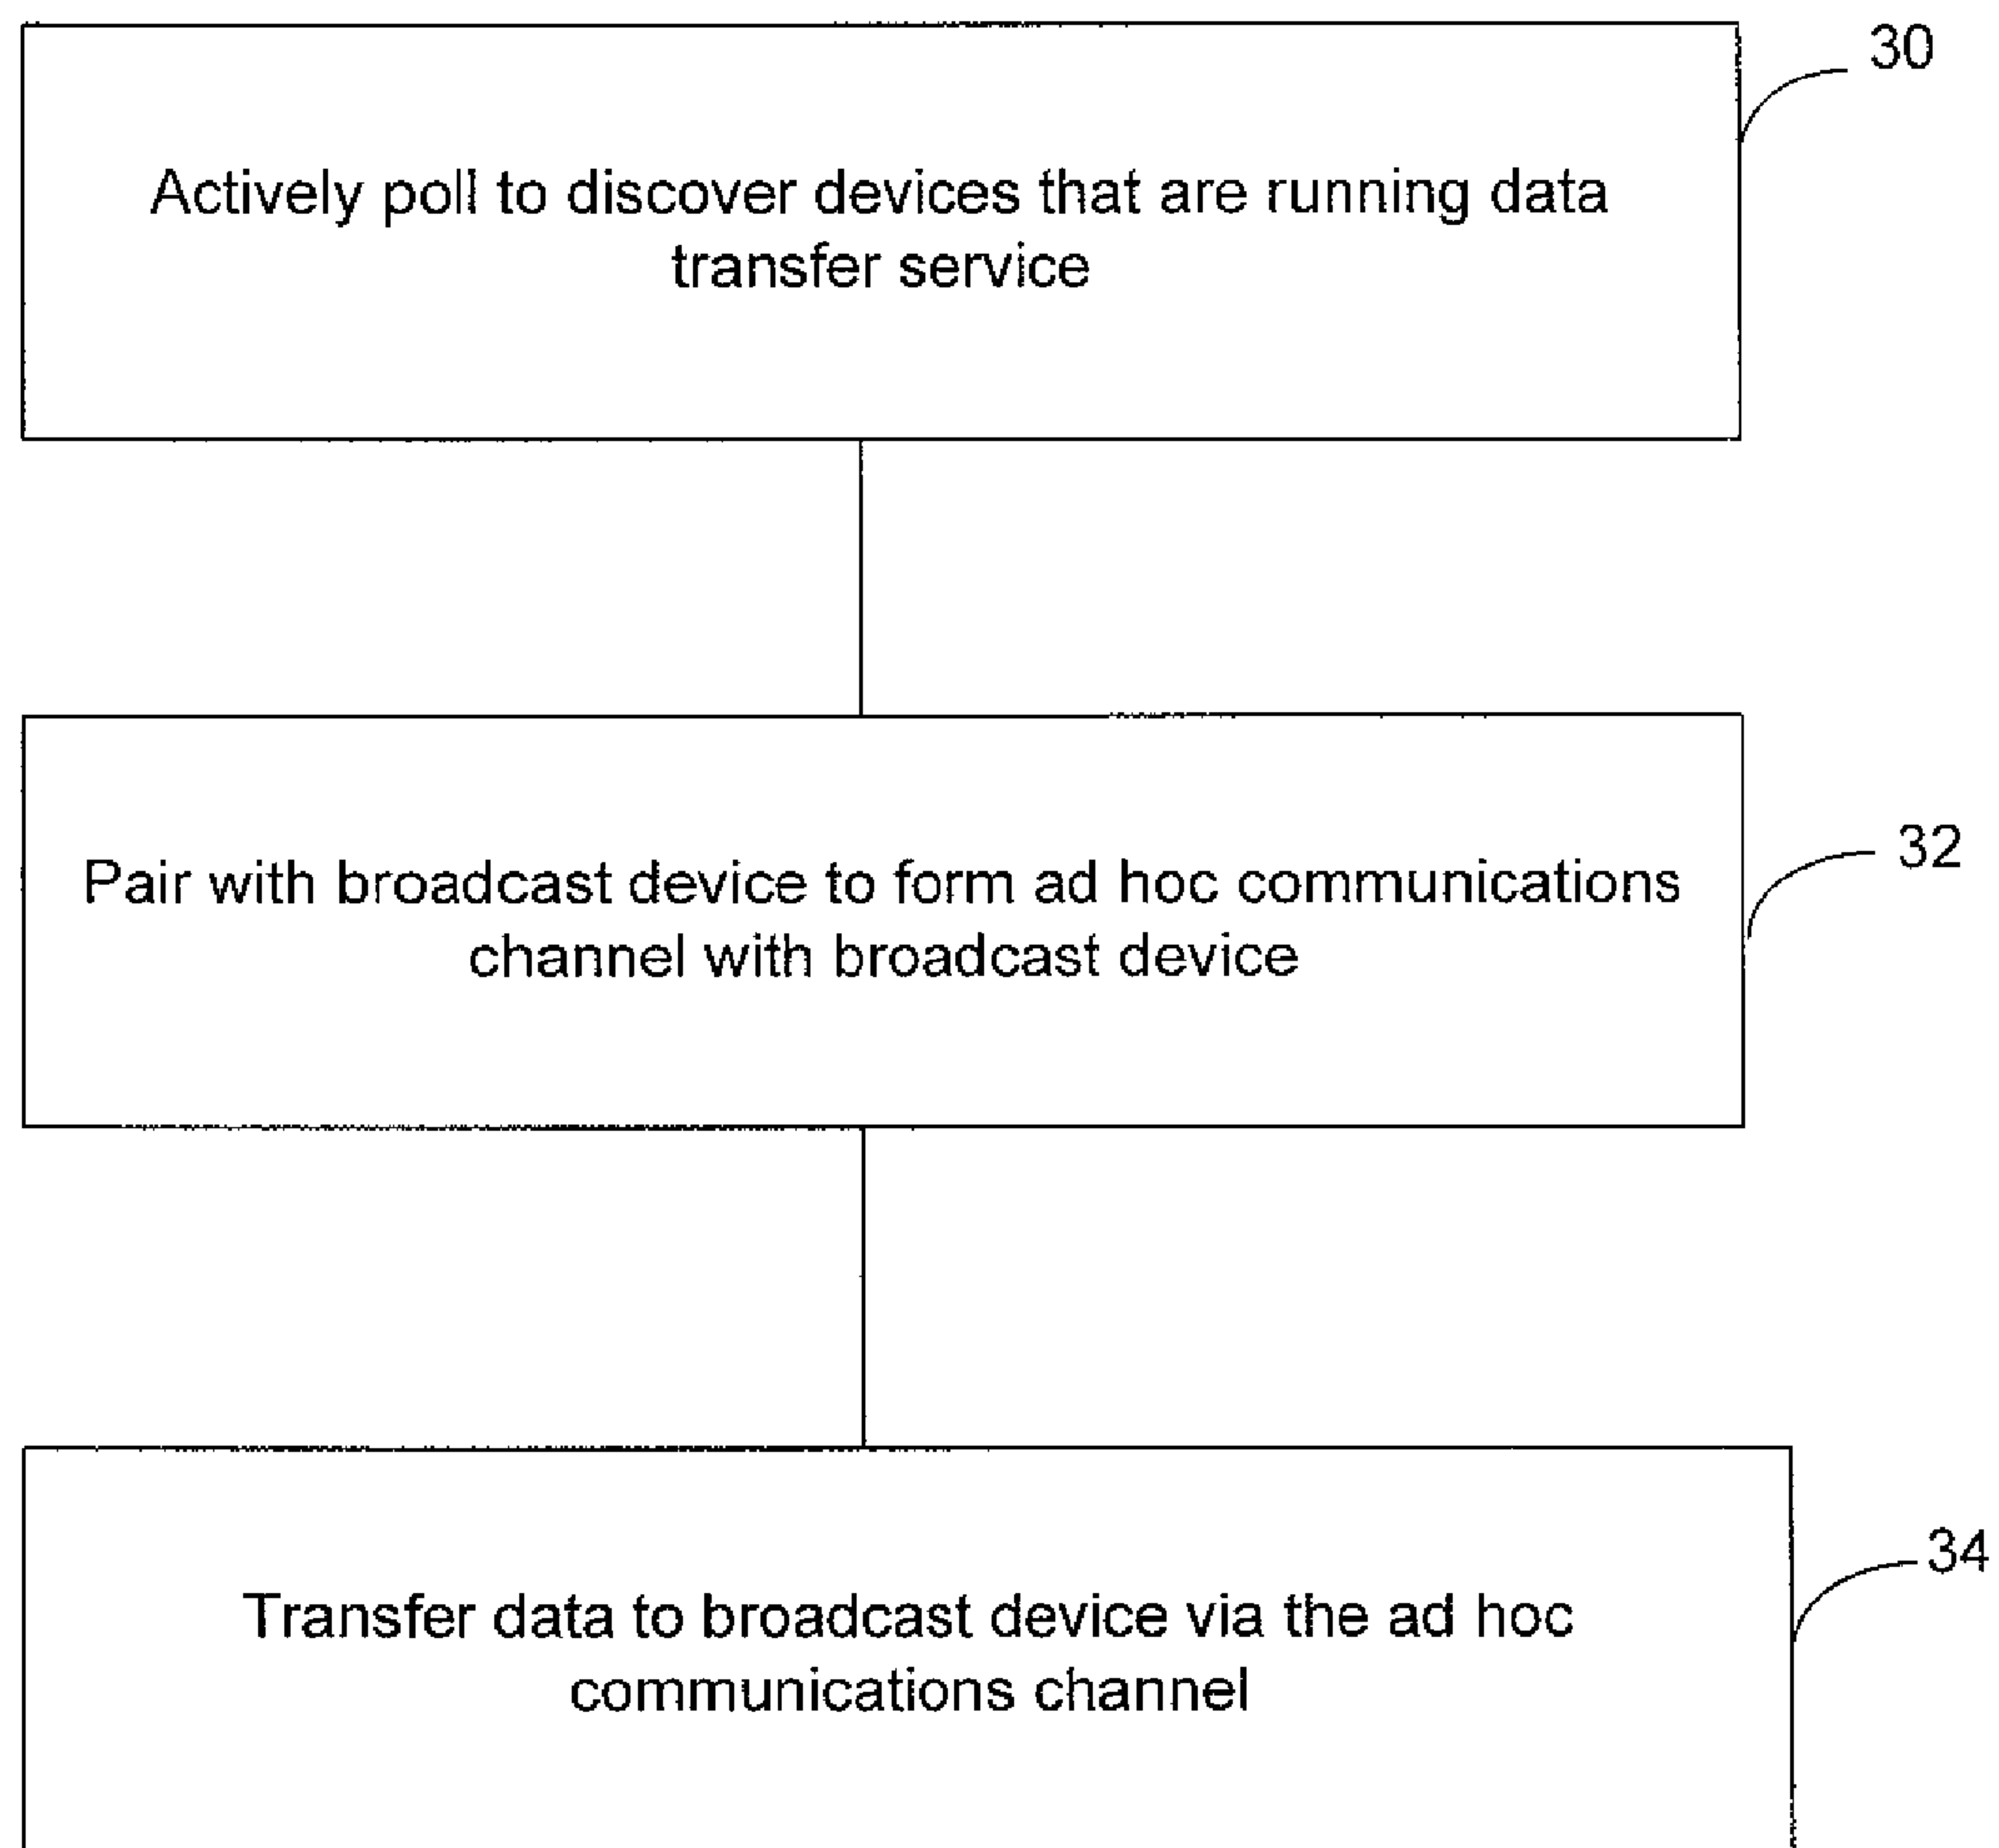 30
Actively poll to discover devices that are running data
transfer service
32
Pair with broadcast device to form ad hoc communications
channel with broadcast device
34
Transfer data to broadcast device via the ad hoc
communications channel